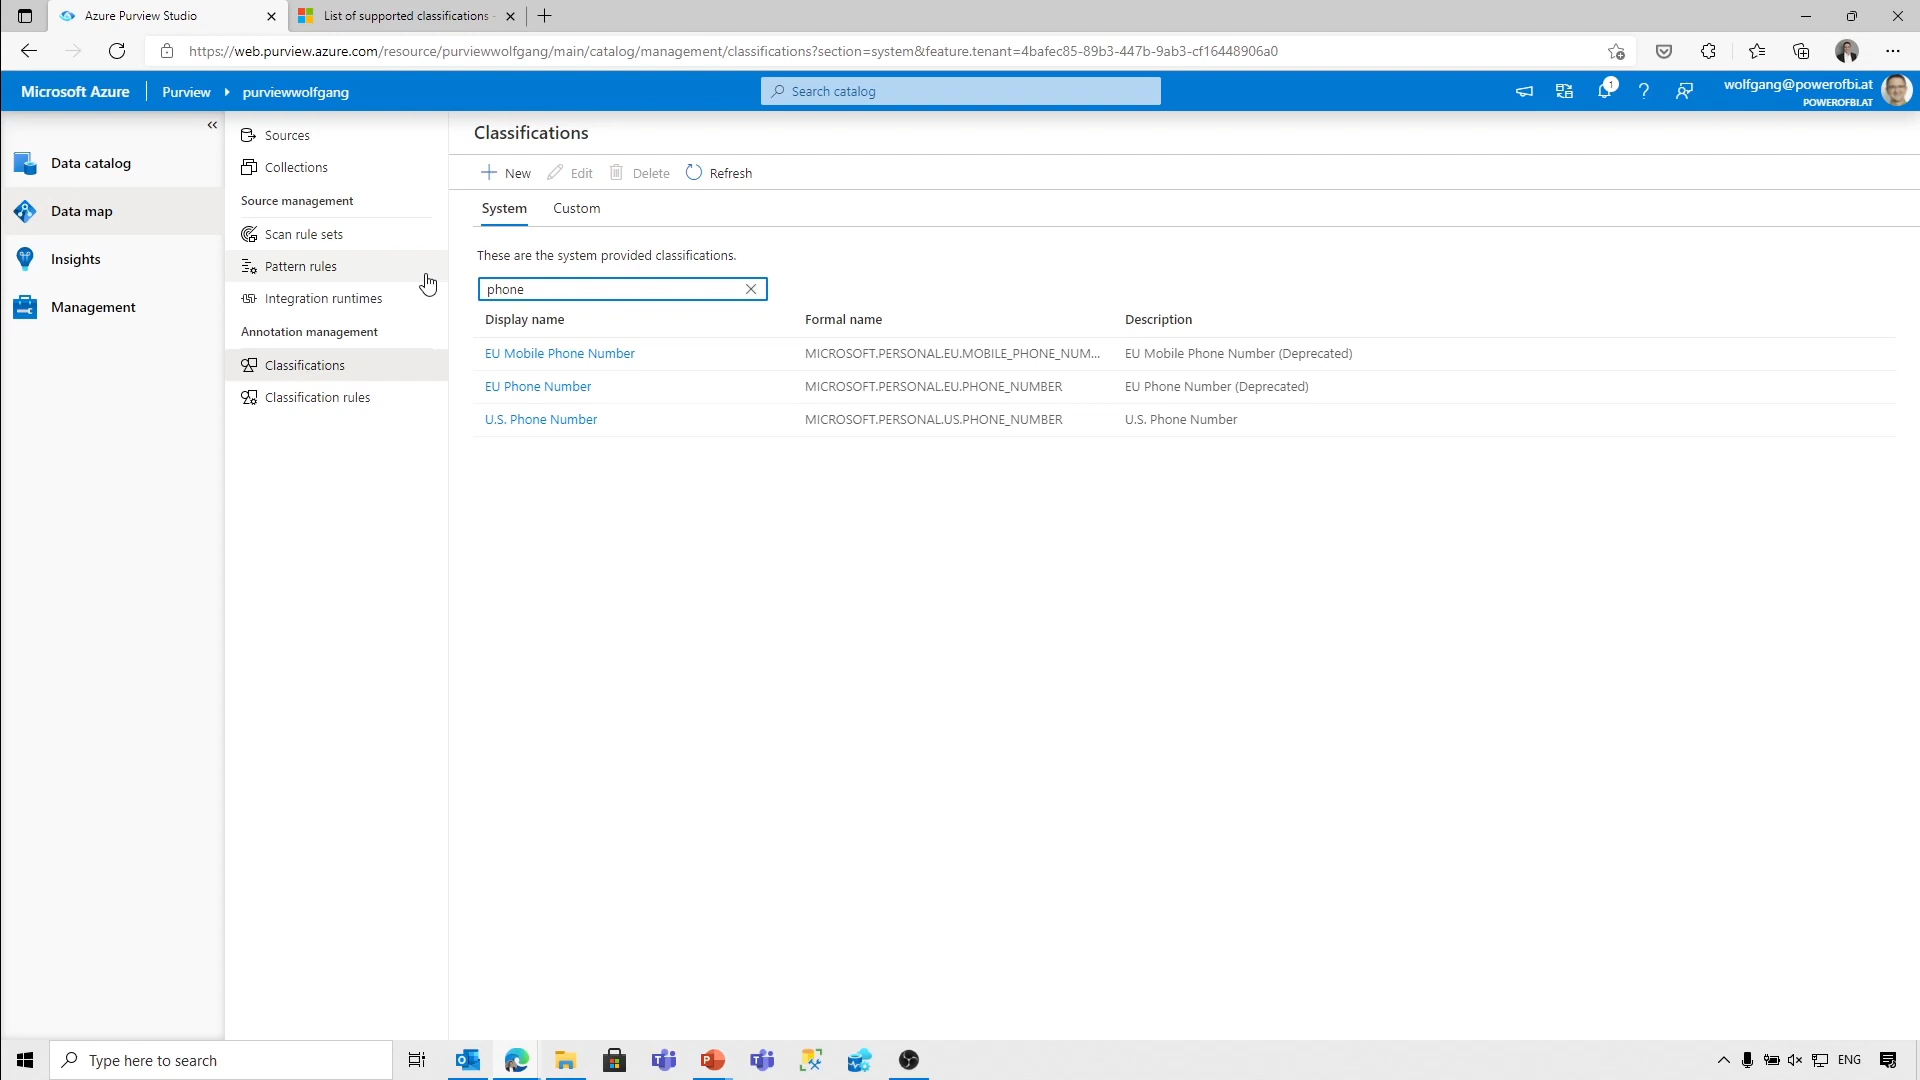 Azure Purview Studio
List of supported classifications -
https://web.purview.azure.com/resource/purviewwolfgang/main/catalog/management/classifications?section=system&feature.tenant=4bafec85-89b3-447b-9ab3-cf16448906a0
Microsoft Azure
Purview
purviewwolfgang
Search catalog
1
wolfgang@powerofbi.at
POWEROFBI.AT
Data catalog
Data map
Insights
Management
Sources
Collections
Source management
Scan rule sets
Pattern rules
Integration runtimes
Annotation management
Classifications
Classification rules
Classifications
New
Edit
Delete
Refresh
System
Custom
These are the system provided classifications.
phone
Display name Formal name Description
EU Mobile Phone Number MICROSOFT.PERSONAL.EU.MOBILE_PHONE_NUM... EU Mobile Phone Number (Deprecated)
EU Phone Number MICROSOFT.PERSONAL.EU.PHONE_NUMBER EU Phone Number (Deprecated)
U.S. Phone Number MICROSOFT.PERSONAL.US.PHONE_NUMBER U.S. Phone Number
Type here to search
ENG